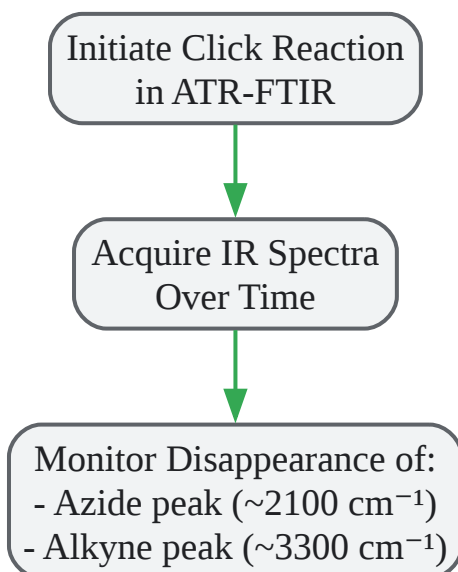 Initiate Click Reaction
in ATR-FTIR
Acquire IR Spectra
Over Time
Monitor Disappearance of:
- Azide peak (~2100 cm⁻¹)
- Alkyne peak (~3300 cm⁻¹)